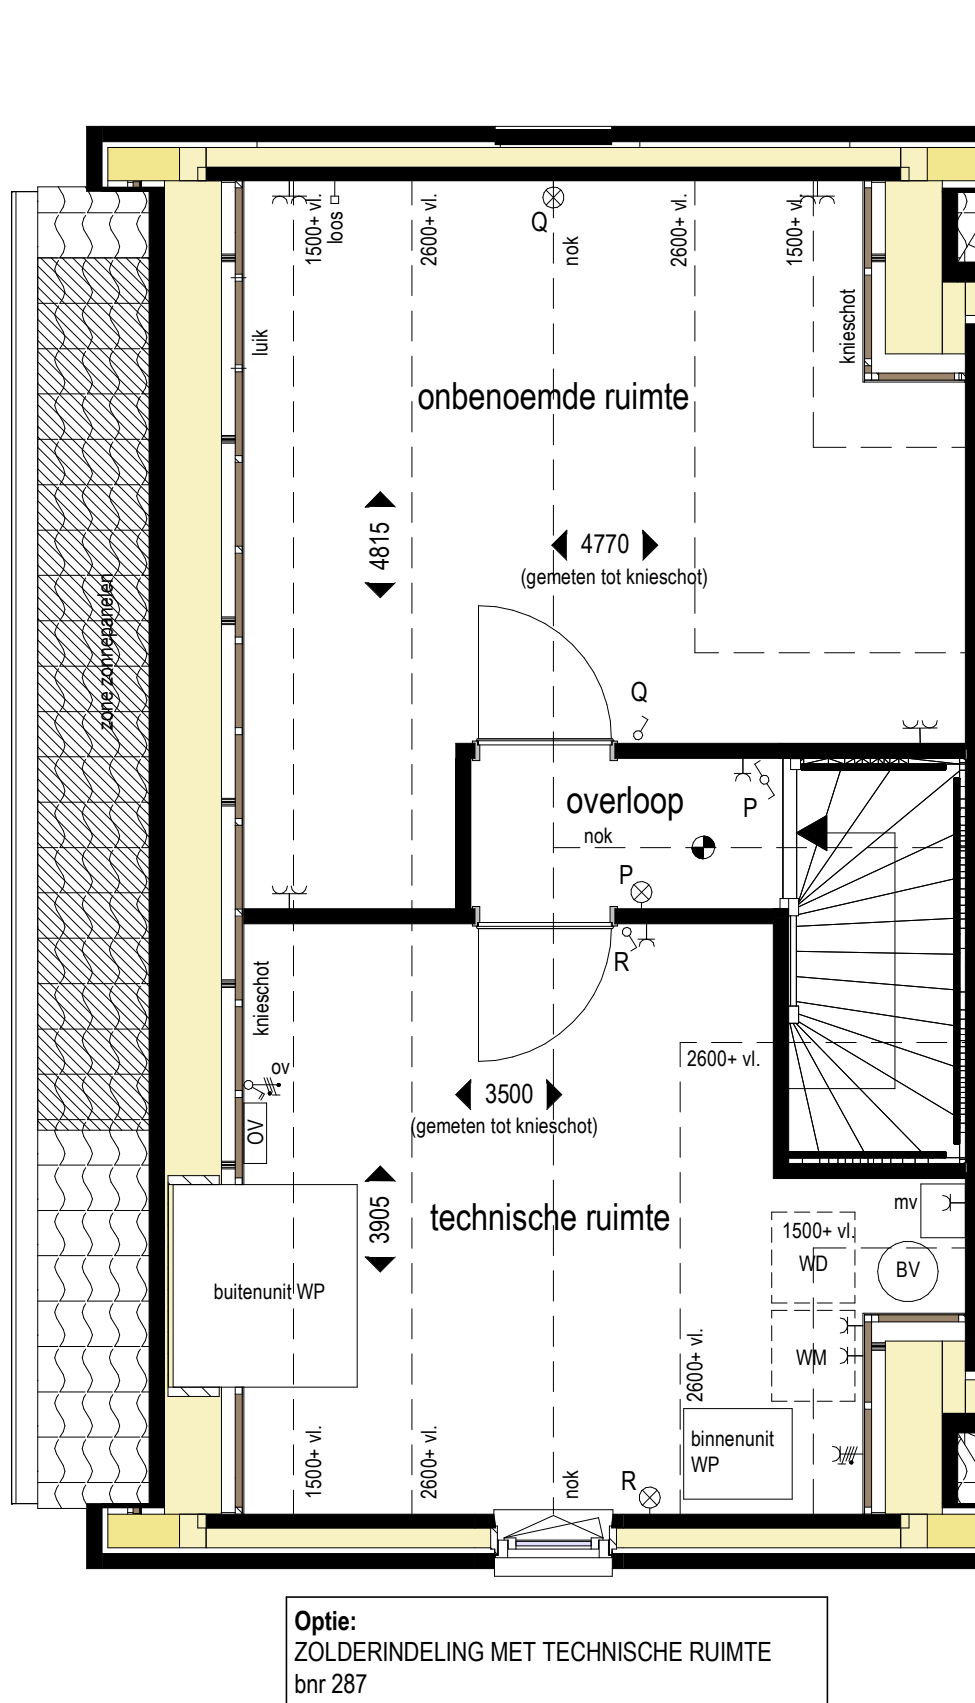 1500+ vl.
loos
2600+ vl.
Q
nok
2600+ vl.
1500+ vl.
luik
knieschot
onbenoemde ruimte
4815
4770
(gemeten tot knieschot)
zone zonnepanelen
Q
overloop
nok
P
P
R
knieschot
ov
OV
2600+ vl.
3500
(gemeten tot knieschot)
3905
technische ruimte
mv
1500+ vl.
WD
BV
buitenunit WP
WM
2600+ vl.
1500+ vl.
2600+ vl.
nok
R
binnenunit
WP
Optie:
ZOLDERINDELING MET TECHNISCHE RUIMTE
bnr 287